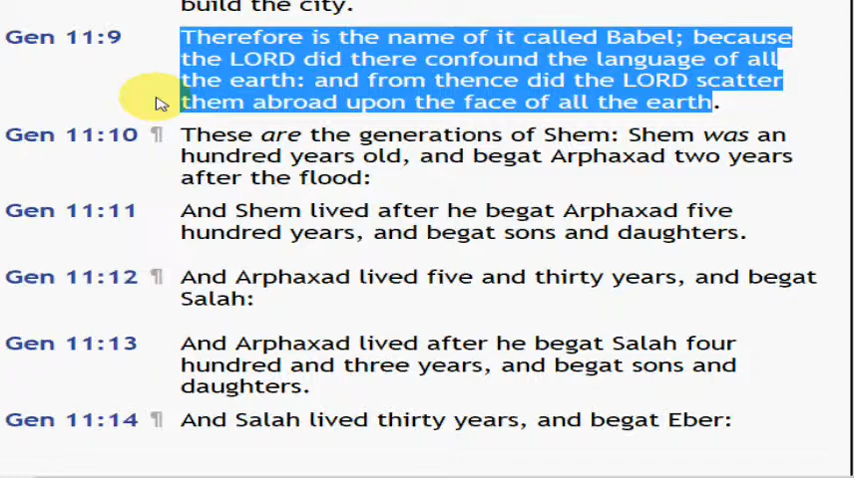 build the city.
Gen 11:9 Therefore is the name of it called Babel; because
the LORD did there confound the language of all
the earth: and from thence did the LORD scatter
them abroad upon the face of all the earth.
Gen 11:10 ¶ These are the generations of Shem: Shem was an
hundred years old, and begat Arphaxad two years
after the flood:
Gen 11:11 And Shem lived after he begat Arphaxad five
hundred years, and begat sons and daughters.
Gen 11:12 ¶ And Arphaxad lived five and thirty years, and begat
Salah:
Gen 11:13 And Arphaxad lived after he begat Salah four
hundred and three years, and begat sons and
daughters.
Gen 11:14 ¶ And Salah lived thirty years, and begat Eber: